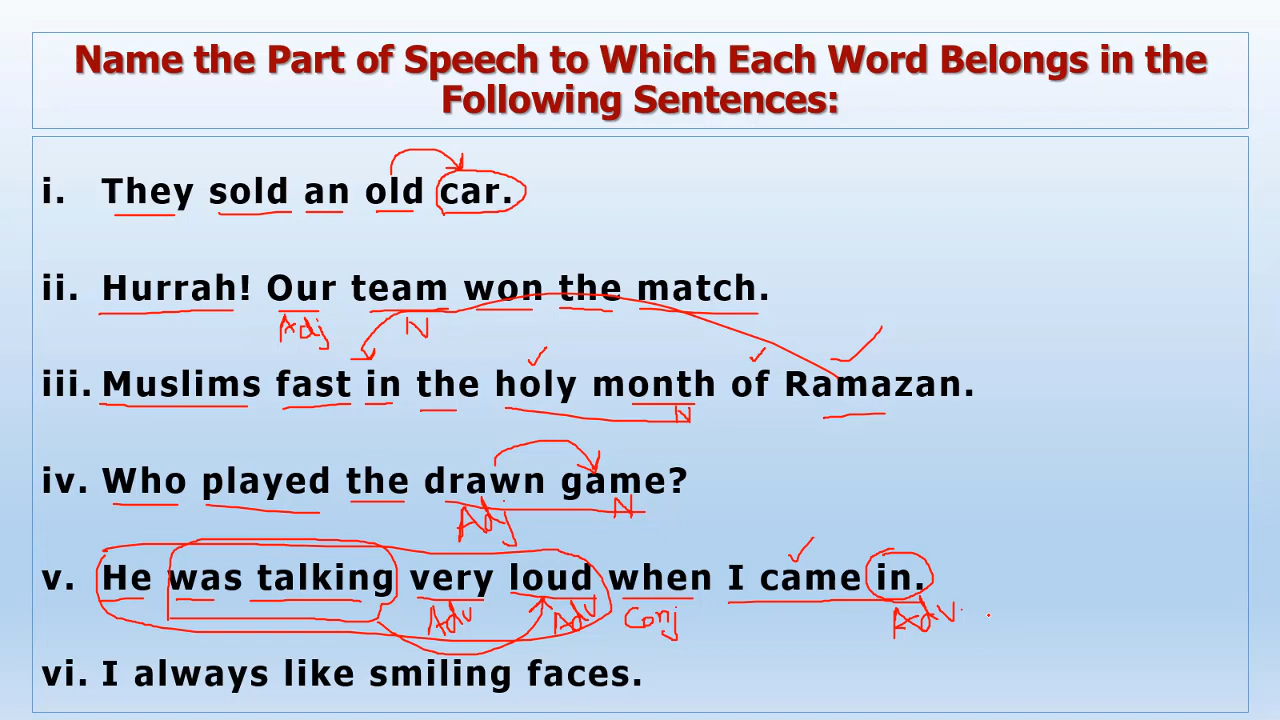 Name the Part of Speech to Which Each Word Belongs in the
Following Sentences:
i. They sold an old car.
ii. Hurrah! Our team won the match.
Adj N
iii. Muslims fast in the holy month of Ramazan.
N
iv. Who played the drawn game?
Adj N
v. He was talking very loud when I came in.
Adv Adv Conj Adv.
vi. I always like smiling faces.